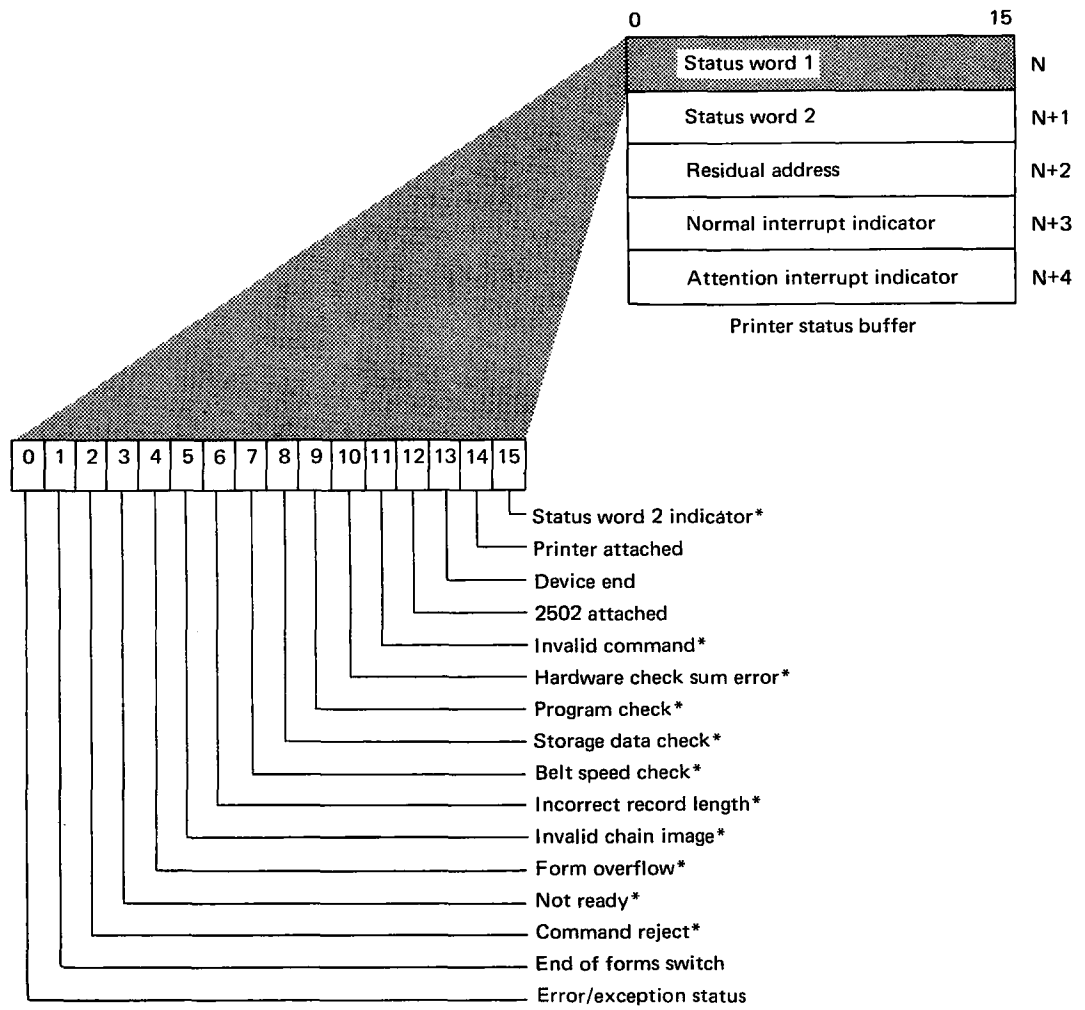 0 15
Status word 1 N
Status word 2 N+1
Residual address N+2
Normal interrupt indicator N+3
Attention interrupt indicator N+4
Printer status buffer
0 1 2 3 4 5 6 7 8 9 10 11 12 13 14 15
Status word 2 indicator*
Printer attached
Device end
2502 attached
Invalid command*
Hardware check sum error*
Program check*
Storage data check*
Belt speed check*
Incorrect record length*
Invalid chain image*
Form overflow*
Not ready*
Command reject*
End of forms switch
Error/exception status